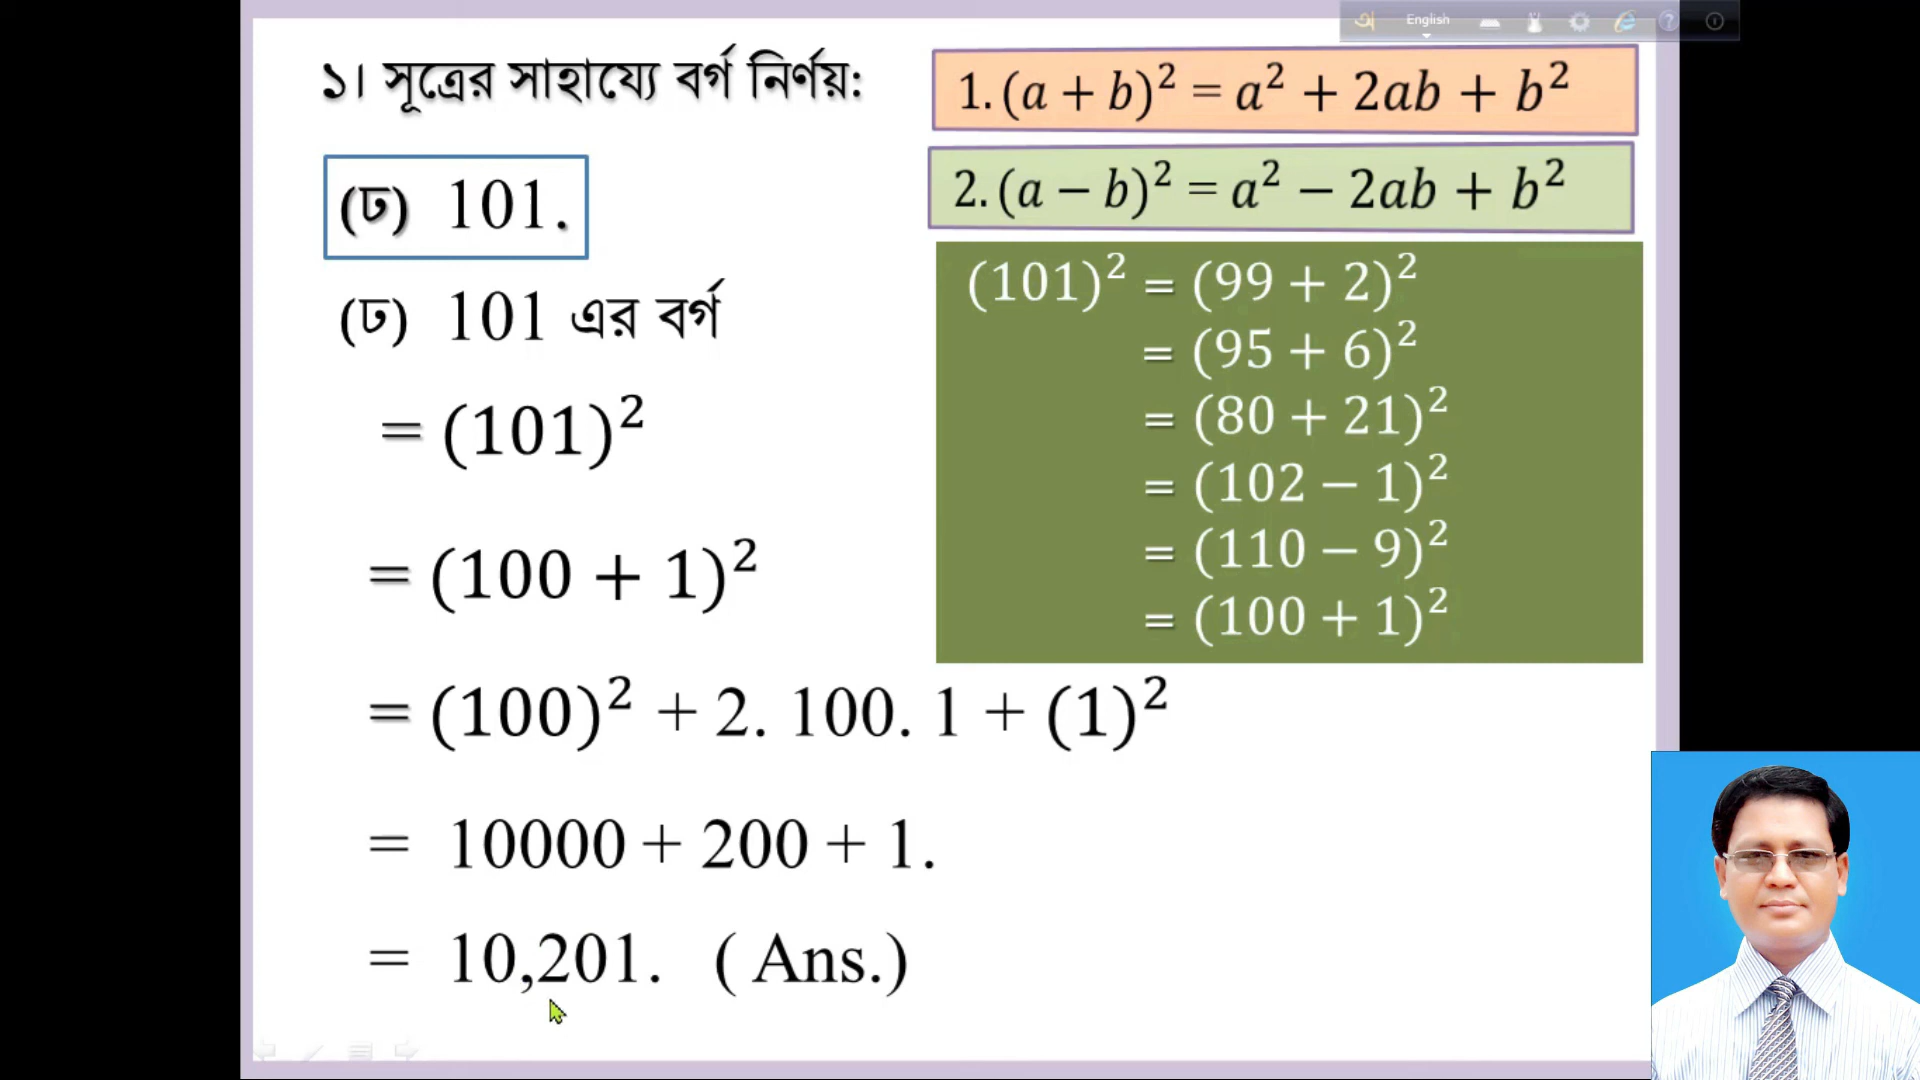 English
১। সূত্রের সাহায্যে বর্গ নির্ণয়:
1. (a + b)² = a² + 2ab + b²
2. (a − b)² = a² − 2ab + b²
(ঢ) 101.
(ঢ) 101 এর বর্গ
= (101)²
= (100 + 1)²
= (100)² + 2. 100. 1 + (1)²
= 10000 + 200 + 1.
= 10,201. ( Ans.)
(101)² = (99 + 2)²
= (95 + 6)²
= (80 + 21)²
= (102 − 1)²
= (110 − 9)²
= (100 + 1)²